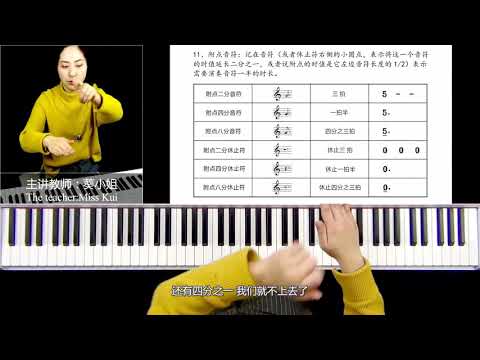 11、附点音符：记在音符（或者休止符右侧的小圆点，表示将这一个音符
的时值延长二分之一，或者说附点的时值是它左边音符长度的 1/2）表示
需要演奏音符一半的时长。
附点二分音符 三拍 5 - -
附点四分音符 一拍半 5.
附点八分音符 四分之三拍 5.
附点二分休止符 休止三拍 0 0 0
附点四分休止符 休止一拍半 0.
附点八分休止符 休止四分之三拍 0.
主讲教师：葵小姐
The teacher:Miss Kui
还有四分之一 我们就不上去了